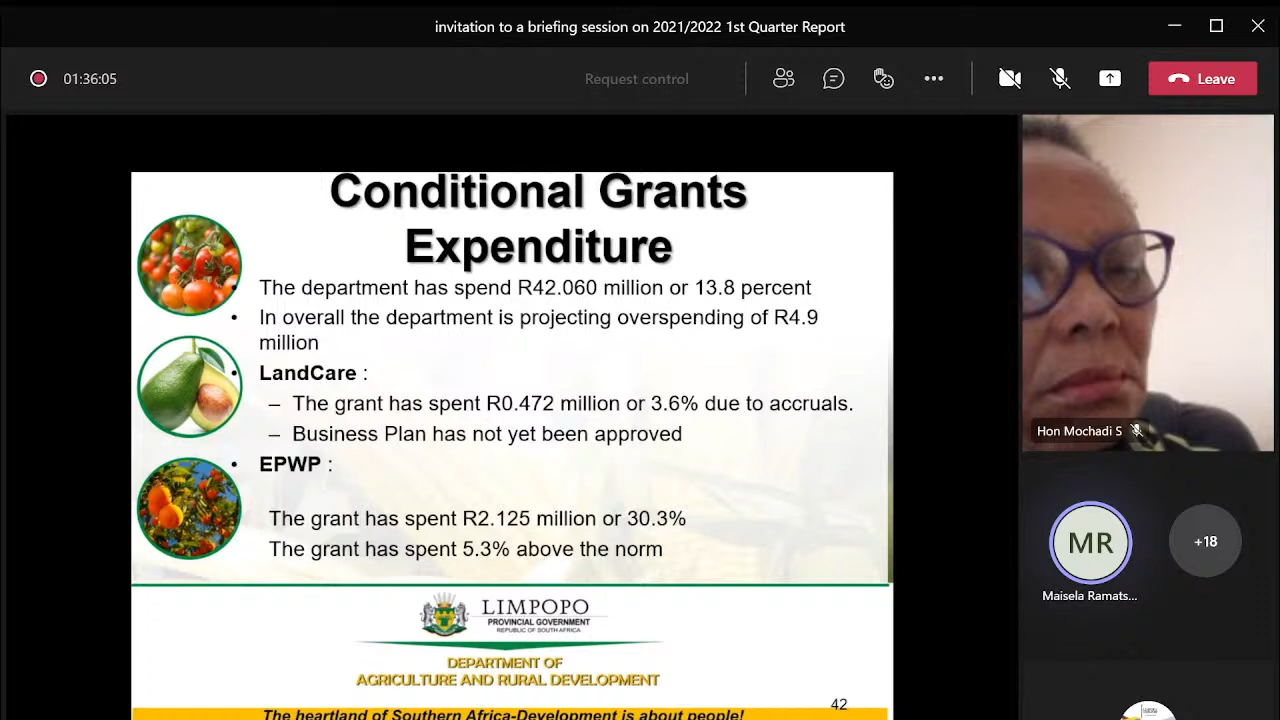 invitation to a briefing session on 2021/2022 1st Quarter Report
01:36:05
Request control
Leave
Conditional Grants
Expenditure
The department has spend R42.060 million or 13.8 percent
• In overall the department is projecting overspending of R4.9
million
LandCare :
– The grant has spent R0.472 million or 3.6% due to accruals.
– Business Plan has not yet been approved
• EPWP :
The grant has spent R2.125 million or 30.3%
The grant has spent 5.3% above the norm
LIMPOPO
PROVINCIAL GOVERNMENT
REPUBLIC OF SOUTH AFRICA
DEPARTMENT OF
AGRICULTURE AND RURAL DEVELOPMENT
42
The heartland of Southern Africa-Development is about people!
Hon Mochadi S
MR
+18
Maisela Ramats...